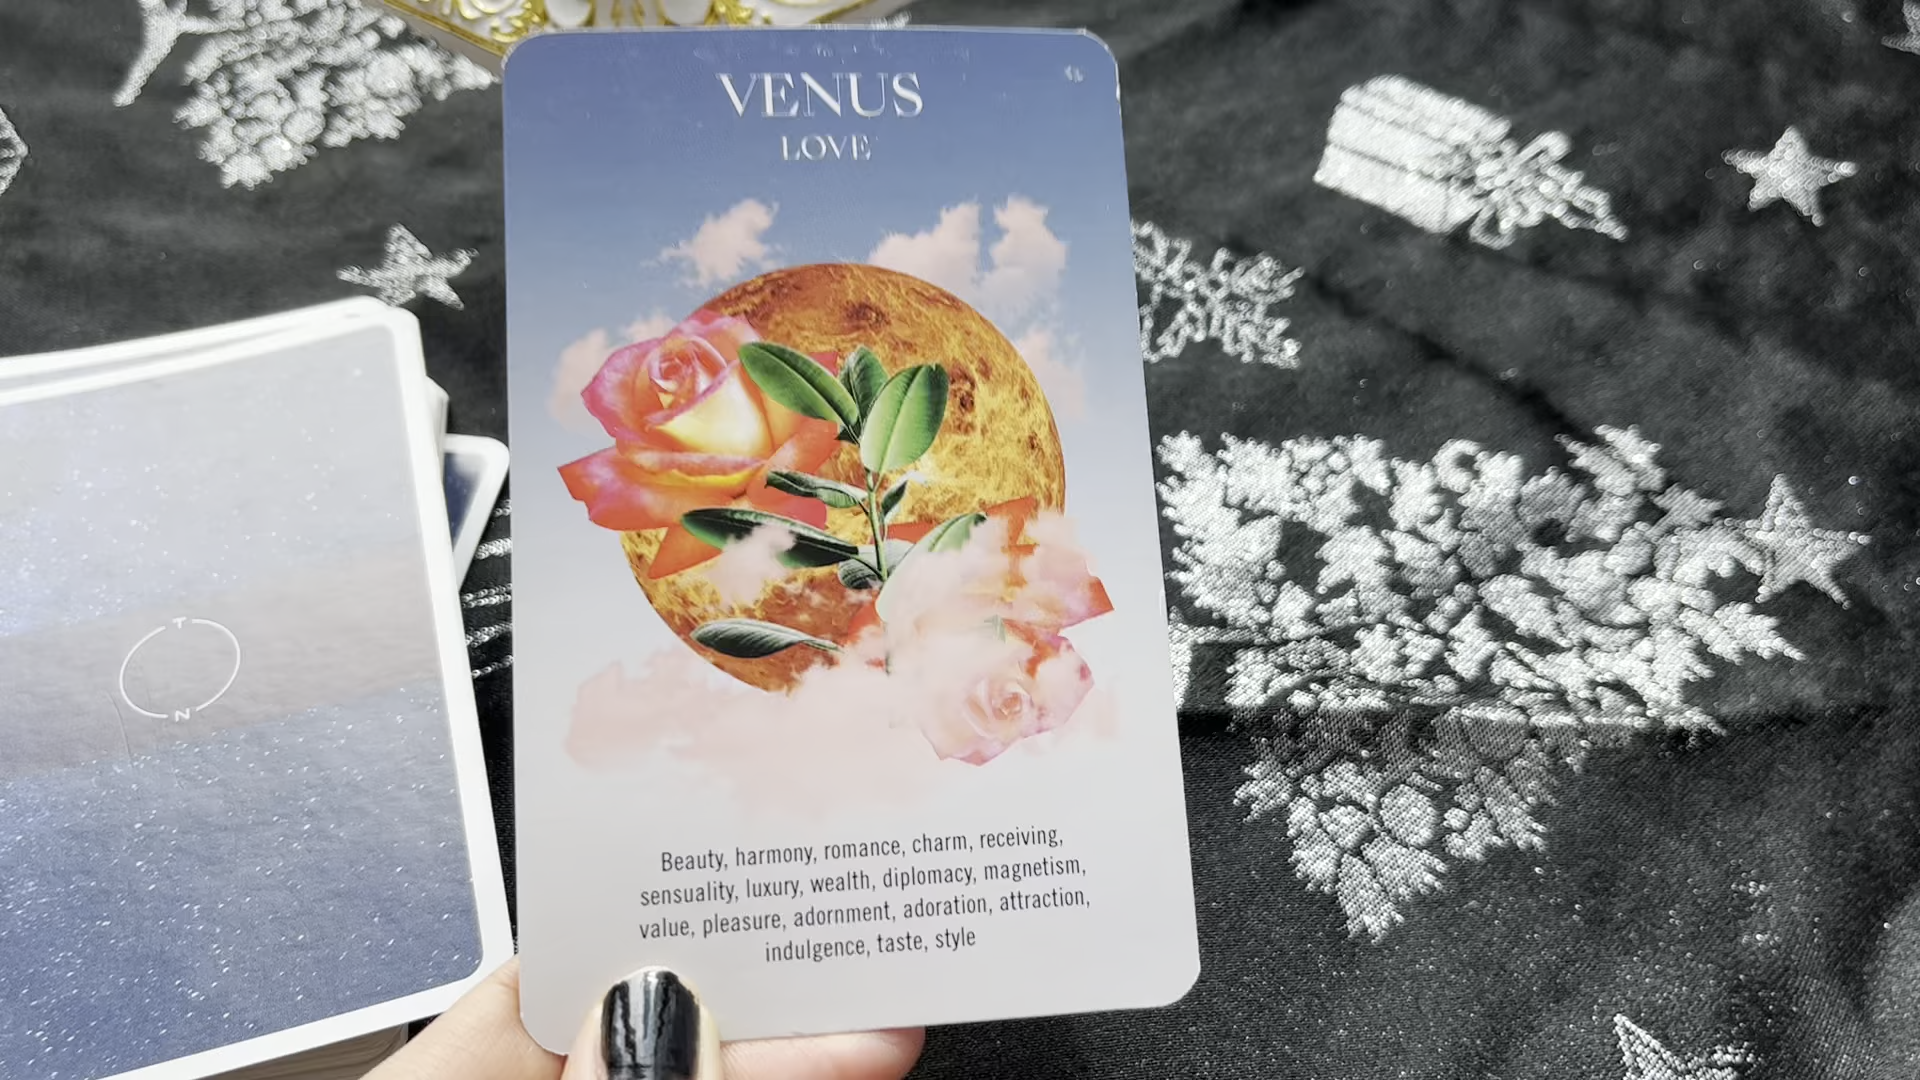 VENUS
LOVE
Beauty, harmony, romance, charm, receiving,
sensuality, luxury, wealth, diplomacy, magnetism,
value, pleasure, adornment, adoration, attraction,
indulgence, taste, style
T
N